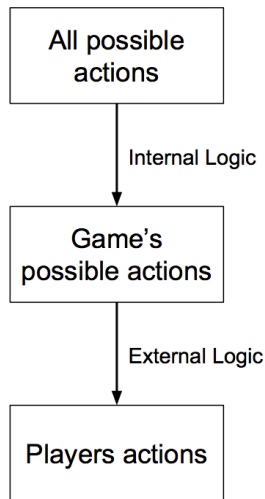 All possible
actions
Internal Logic
Game's
possible actions
External Logic
Players actions